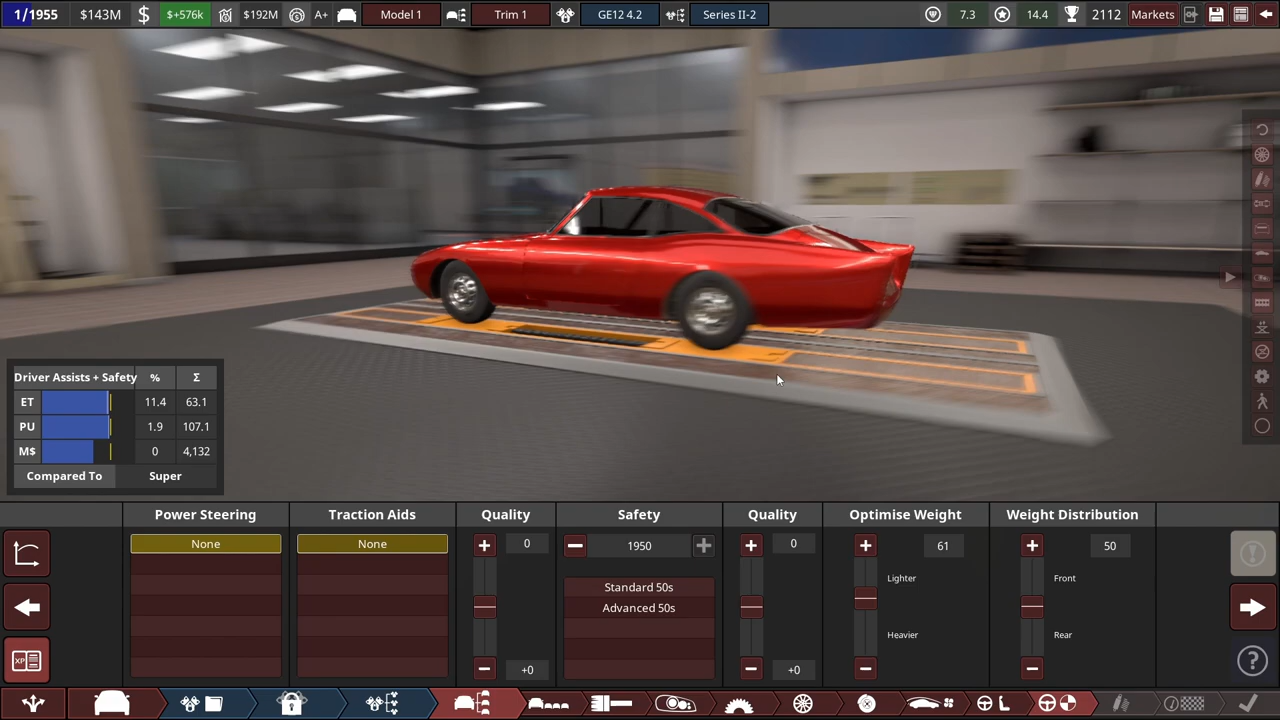 1/1955 $ $143M $ $+576k $192M A+ Model 1 Trim 1 GE12 4.2 Series II-2 7.3 14.4 2112 Markets
Driver Assists + Safety % Σ
ET 11.4 63.1
PU 1.9 107.1
M$ 0 4,132
Compared To Super
Power Steering Traction Aids Quality Safety Quality Optimise Weight Weight Distribution
None None + 0 − 1950 + + 0 + 61 + 50
Lighter Front
Standard 50s
Advanced 50s
Heavier Rear
XP − +0 − +0 − − ?